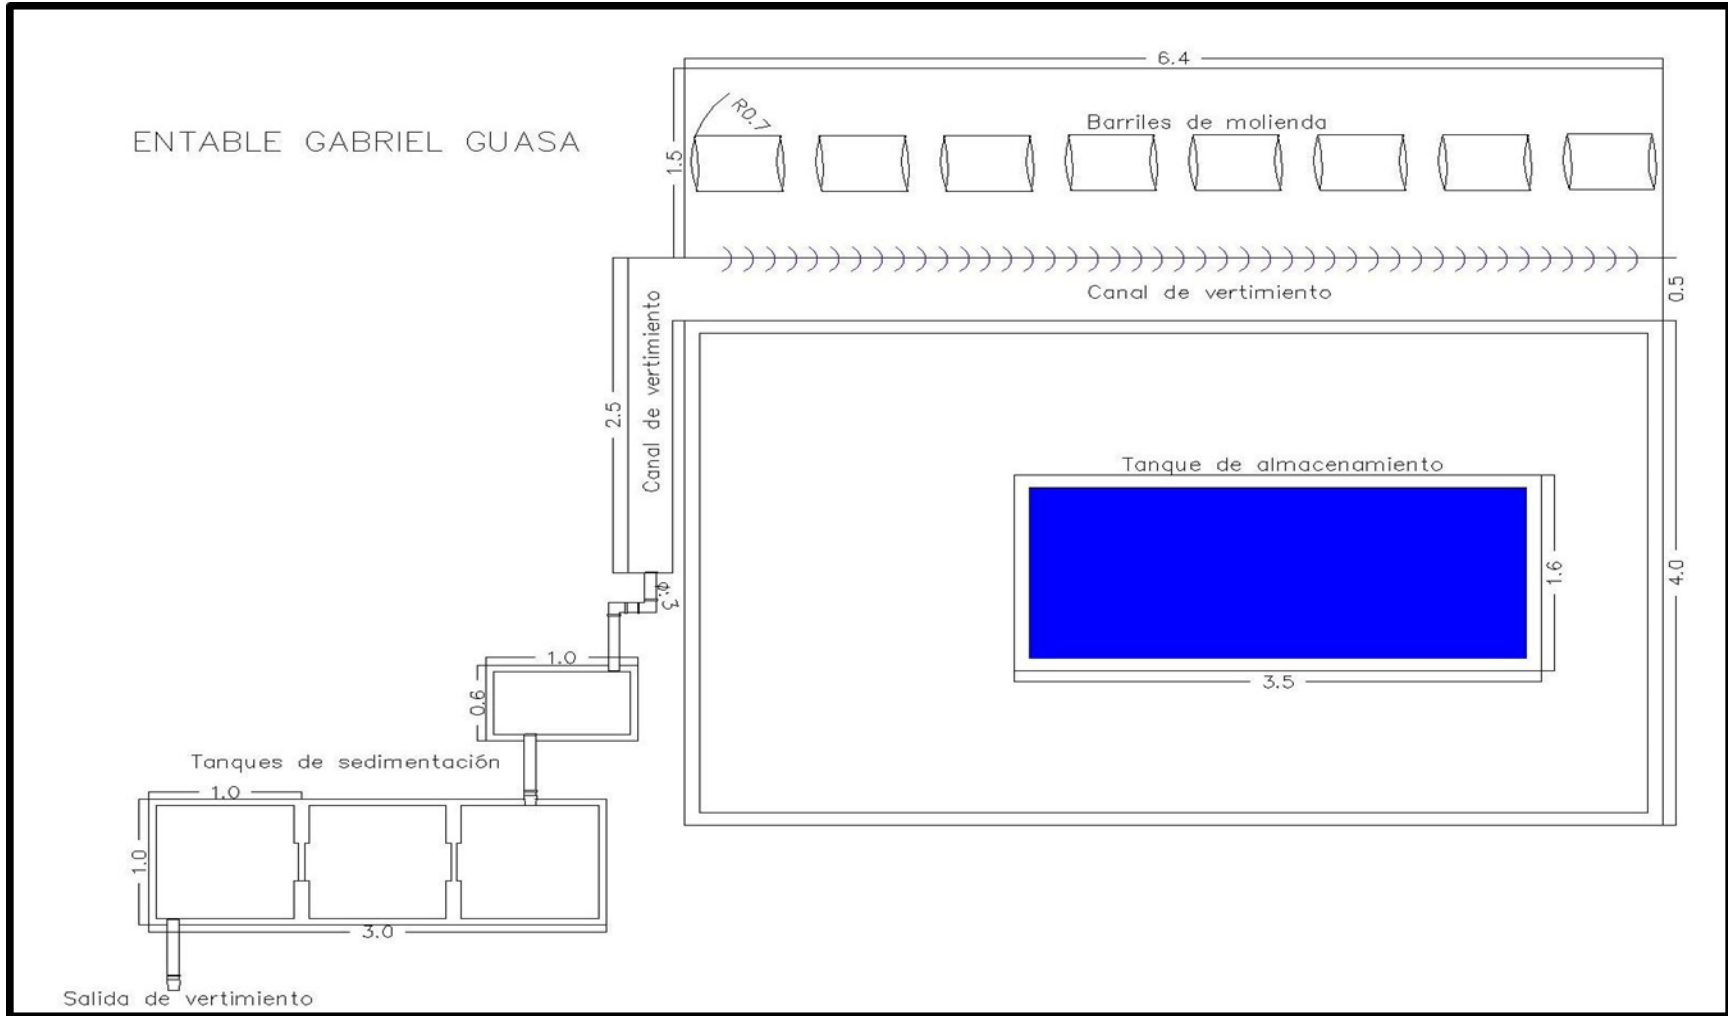 6.4
R0.7
Barriles de molienda
ENTABLE GABRIEL GUASA
1.5
Canal de vertimiento
0.5
Canal de vertimiento
2.5
Tanque de almacenamiento
1.6
4.0
3.5
ø.3
1.0
0.6
Tanques de sedimentación
1.0
1.0
3.0
Salida de vertimiento